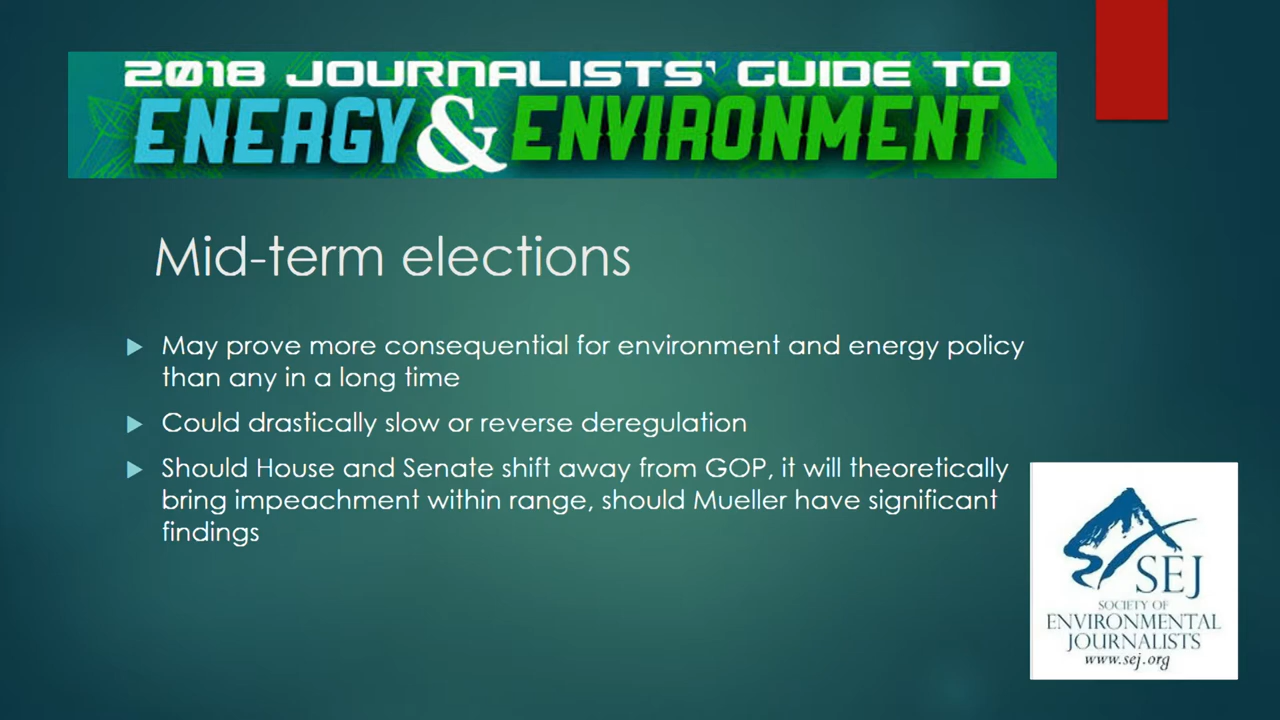 2018 JOURNALISTS' GUIDE TO
ENERGY & ENVIRONMENT
Mid-term elections
May prove more consequential for environment and energy policy
than any in a long time
Could drastically slow or reverse deregulation
Should House and Senate shift away from GOP, it will theoretically
bring impeachment within range, should Mueller have significant
findings
SEJ
SOCIETY OF
ENVIRONMENTAL
JOURNALISTS
www.sej.org